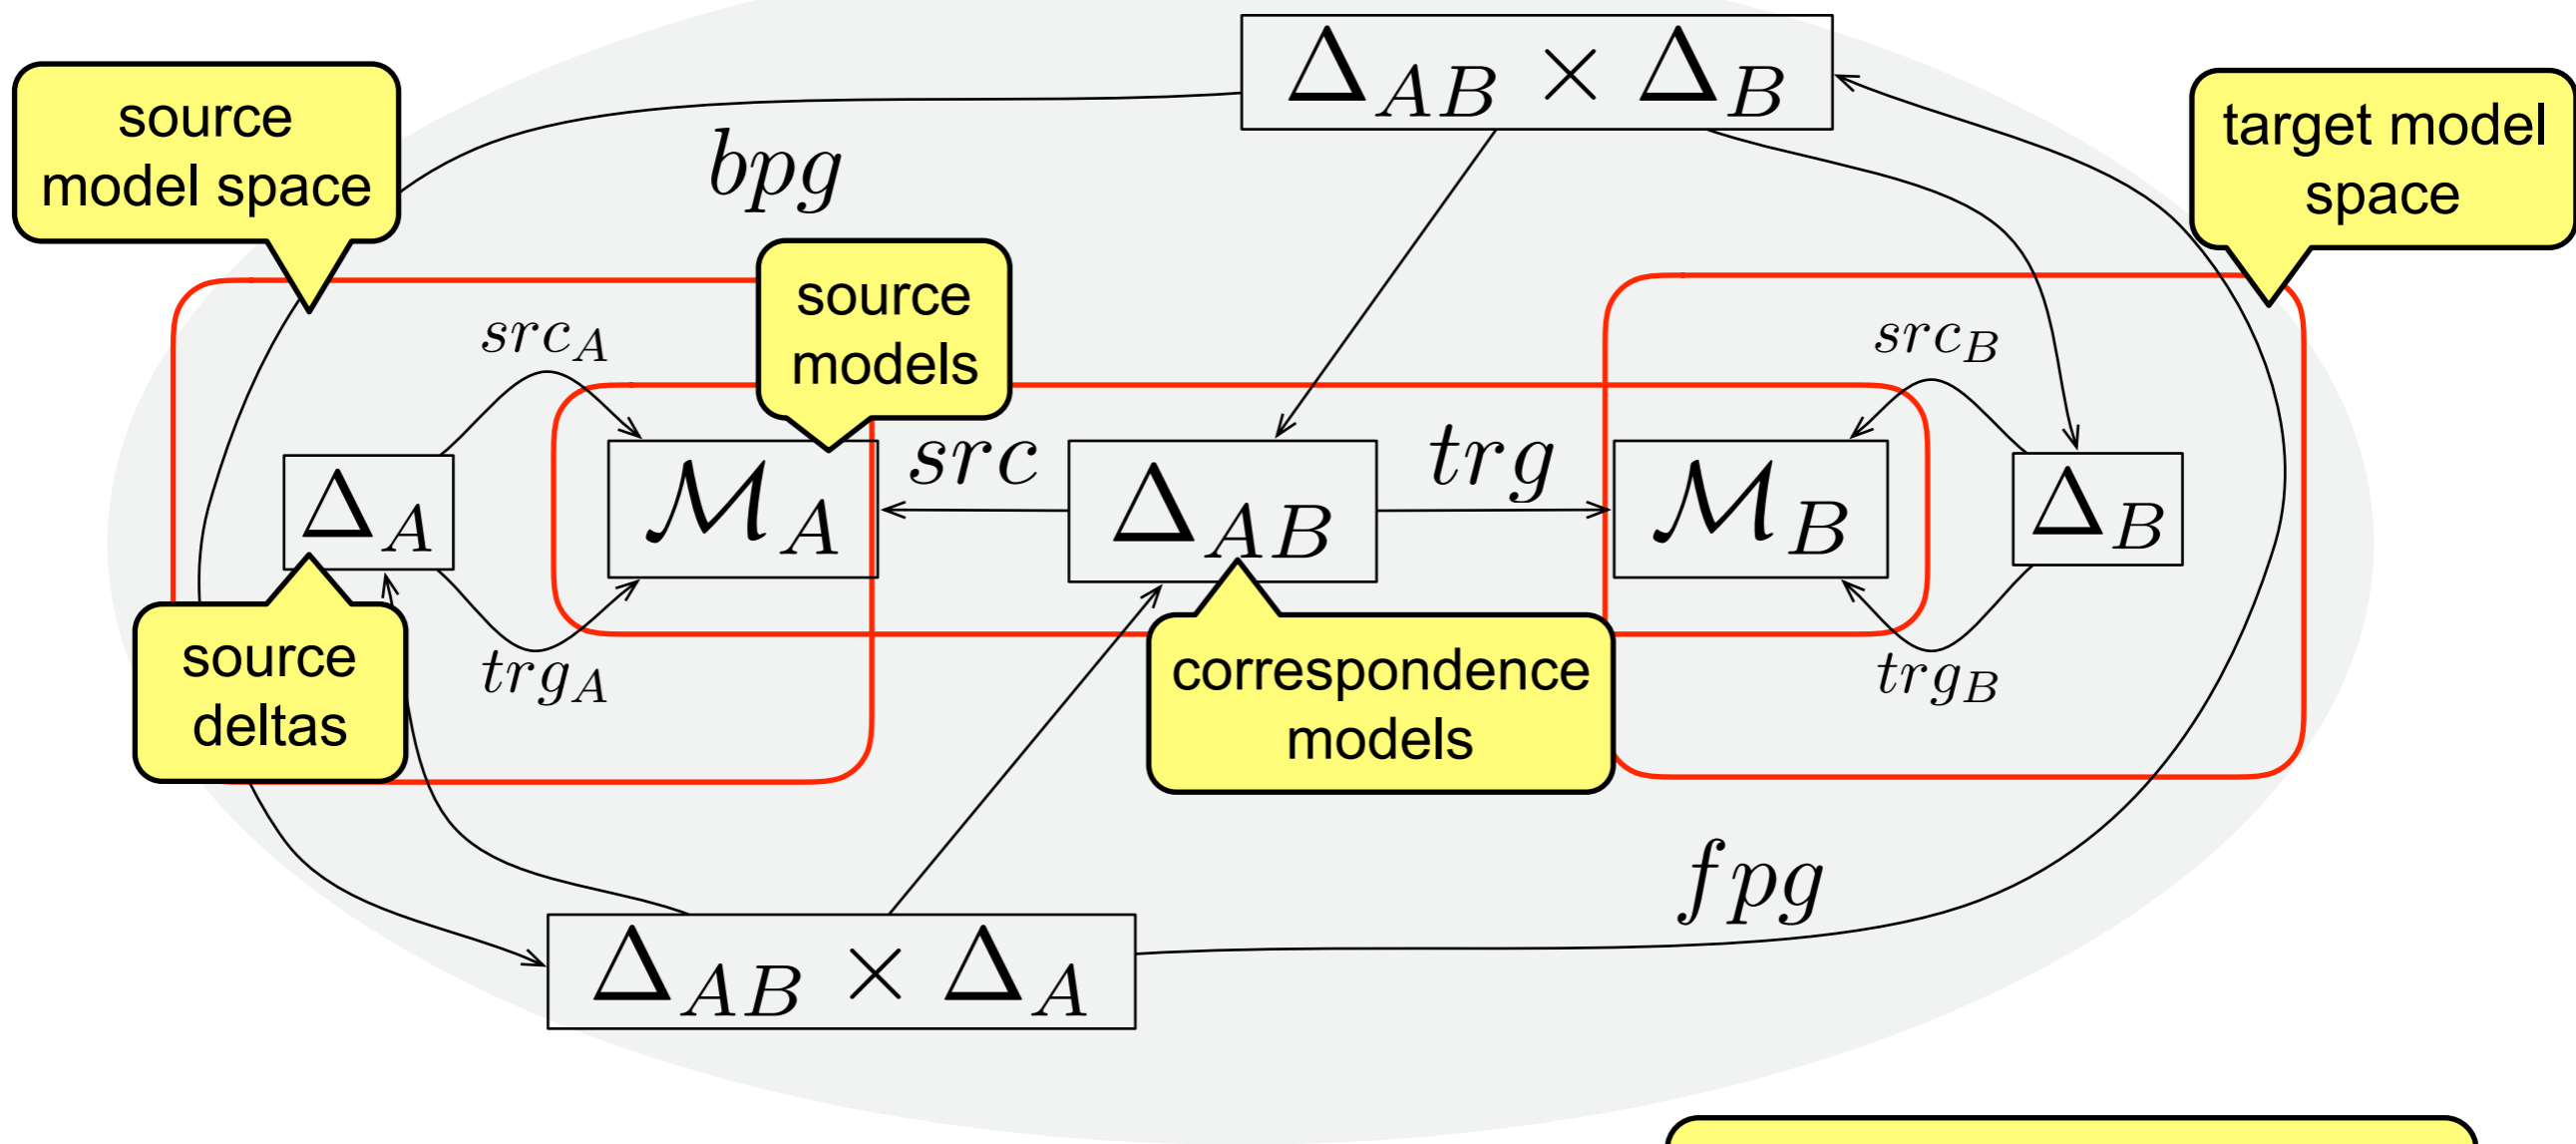 Δ_AB × Δ_B
source
model space
target model
space
bpg
source
models
src_A
src_B
src
trg
Δ_A
ℳ_A
Δ_AB
ℳ_B
Δ_B
source
deltas
trg_A
correspondence
models
trg_B
fpg
Δ_AB × Δ_A